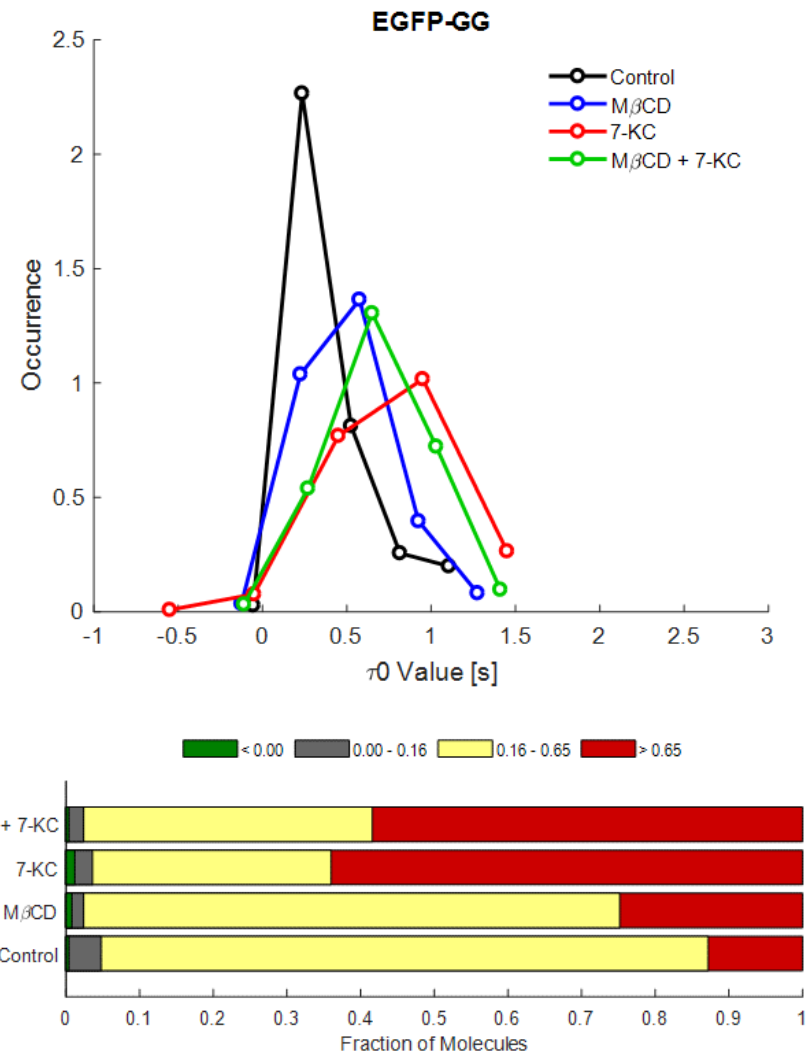 EGFP-GG
2.5
2
1.5
1
0.5
0
Occurrence
Control
MβCD
7-KC
MβCD + 7-KC
-1 -0.5 0 0.5 1 1.5 2 2.5 3
τ0 Value [s]
< 0.00 0.00 - 0.16 0.16 - 0.65 > 0.65
+ 7-KC
7-KC
MβCD
Control
0 0.1 0.2 0.3 0.4 0.5 0.6 0.7 0.8 0.9 1
Fraction of Molecules